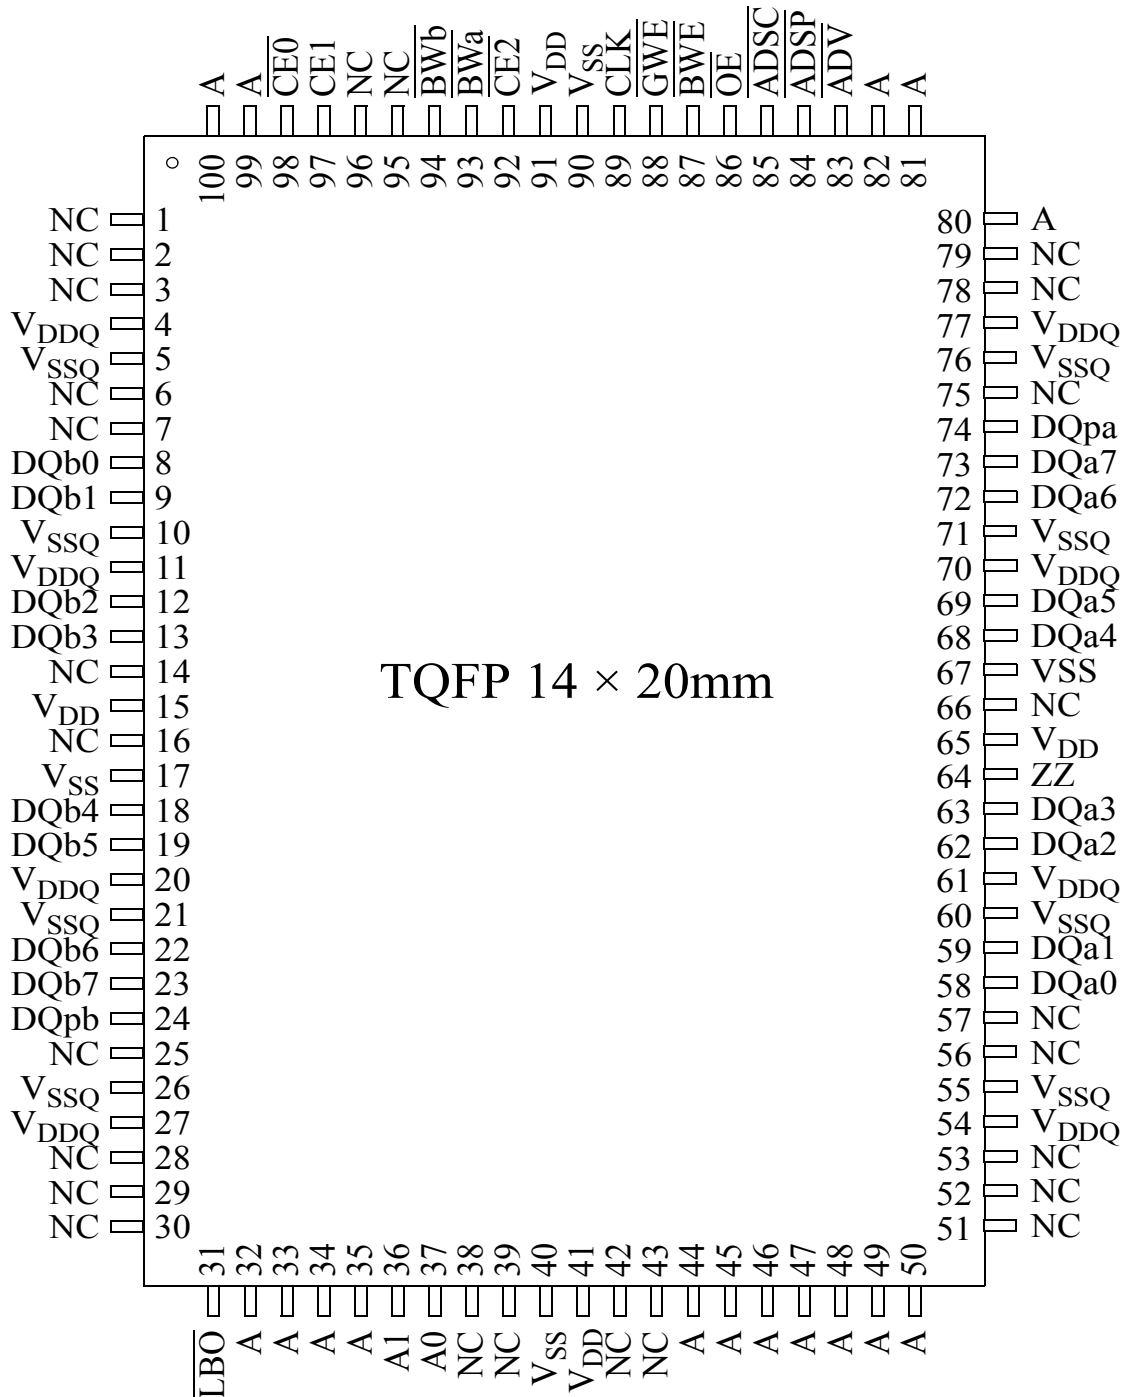 A A CE0 CE1 NC NC BWb BWa CE2 VDD VSS CLK GWE BWE OE ADSC ADSP ADV A A
100 99 98 97 96 95 94 93 92 91 90 89 88 87 86 85 84 83 82 81
NC 1 80 A
NC 2 79 NC
NC 3 78 NC
VDDQ 4 77 VDDQ
VSSQ 5 76 VSSQ
NC 6 75 NC
NC 7 74 DQpa
DQb0 8 73 DQa7
DQb1 9 72 DQa6
VSSQ 10 71 VSSQ
VDDQ 11 70 VDDQ
DQb2 12 69 DQa5
DQb3 13 68 DQa4
NC 14 67 VSS
TQFP 14 × 20mm
VDD 15 66 NC
NC 16 65 VDD
VSS 17 64 ZZ
DQb4 18 63 DQa3
DQb5 19 62 DQa2
VDDQ 20 61 VDDQ
VSSQ 21 60 VSSQ
DQb6 22 59 DQa1
DQb7 23 58 DQa0
DQpb 24 57 NC
NC 25 56 NC
VSSQ 26 55 VSSQ
VDDQ 27 54 VDDQ
NC 28 53 NC
NC 29 52 NC
NC 30 51 NC
31 32 33 34 35 36 37 38 39 40 41 42 43 44 45 46 47 48 49 50
LBO A A A A A1 A0 NC NC VSS VDD NC NC A A A A A A A